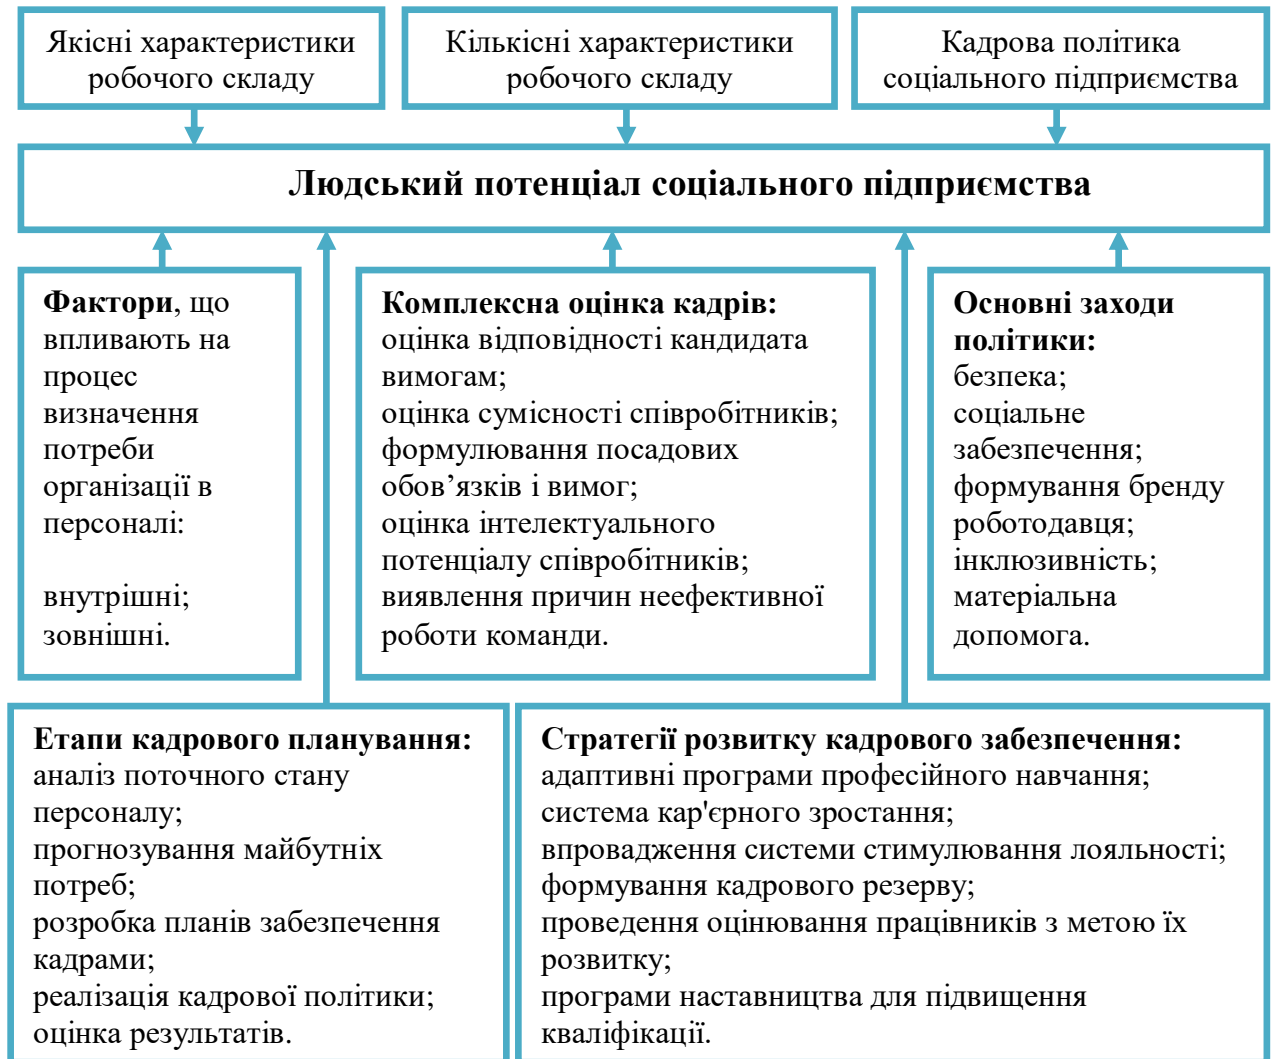 Якісні характеристики
робочого складу
Кількісні характеристики
робочого складу
Кадрова політика
соціального підприємства
Людський потенціал соціального підприємства
Фактори, що
впливають на
процес
визначення
потреби
організації в
персоналі:
внутрішні;
зовнішні.
Комплексна оцінка кадрів:
оцінка відповідності кандидата
вимогам;
оцінка сумісності співробітників;
формулювання посадових
обов’язків і вимог;
оцінка інтелектуального
потенціалу співробітників;
виявлення причин неефективної
роботи команди.
Основні заходи
політики:
безпека;
соціальне
забезпечення;
формування бренду
роботодавця;
інклюзивність;
матеріальна
допомога.
Етапи кадрового планування:
аналіз поточного стану
персоналу;
прогнозування майбутніх
потреб;
розробка планів забезпечення
кадрами;
реалізація кадрової політики;
оцінка результатів.
Стратегії розвитку кадрового забезпечення:
адаптивні програми професійного навчання;
система кар'єрного зростання;
впровадження системи стимулювання лояльності;
формування кадрового резерву;
проведення оцінювання працівників з метою їх
розвитку;
програми наставництва для підвищення
кваліфікації.